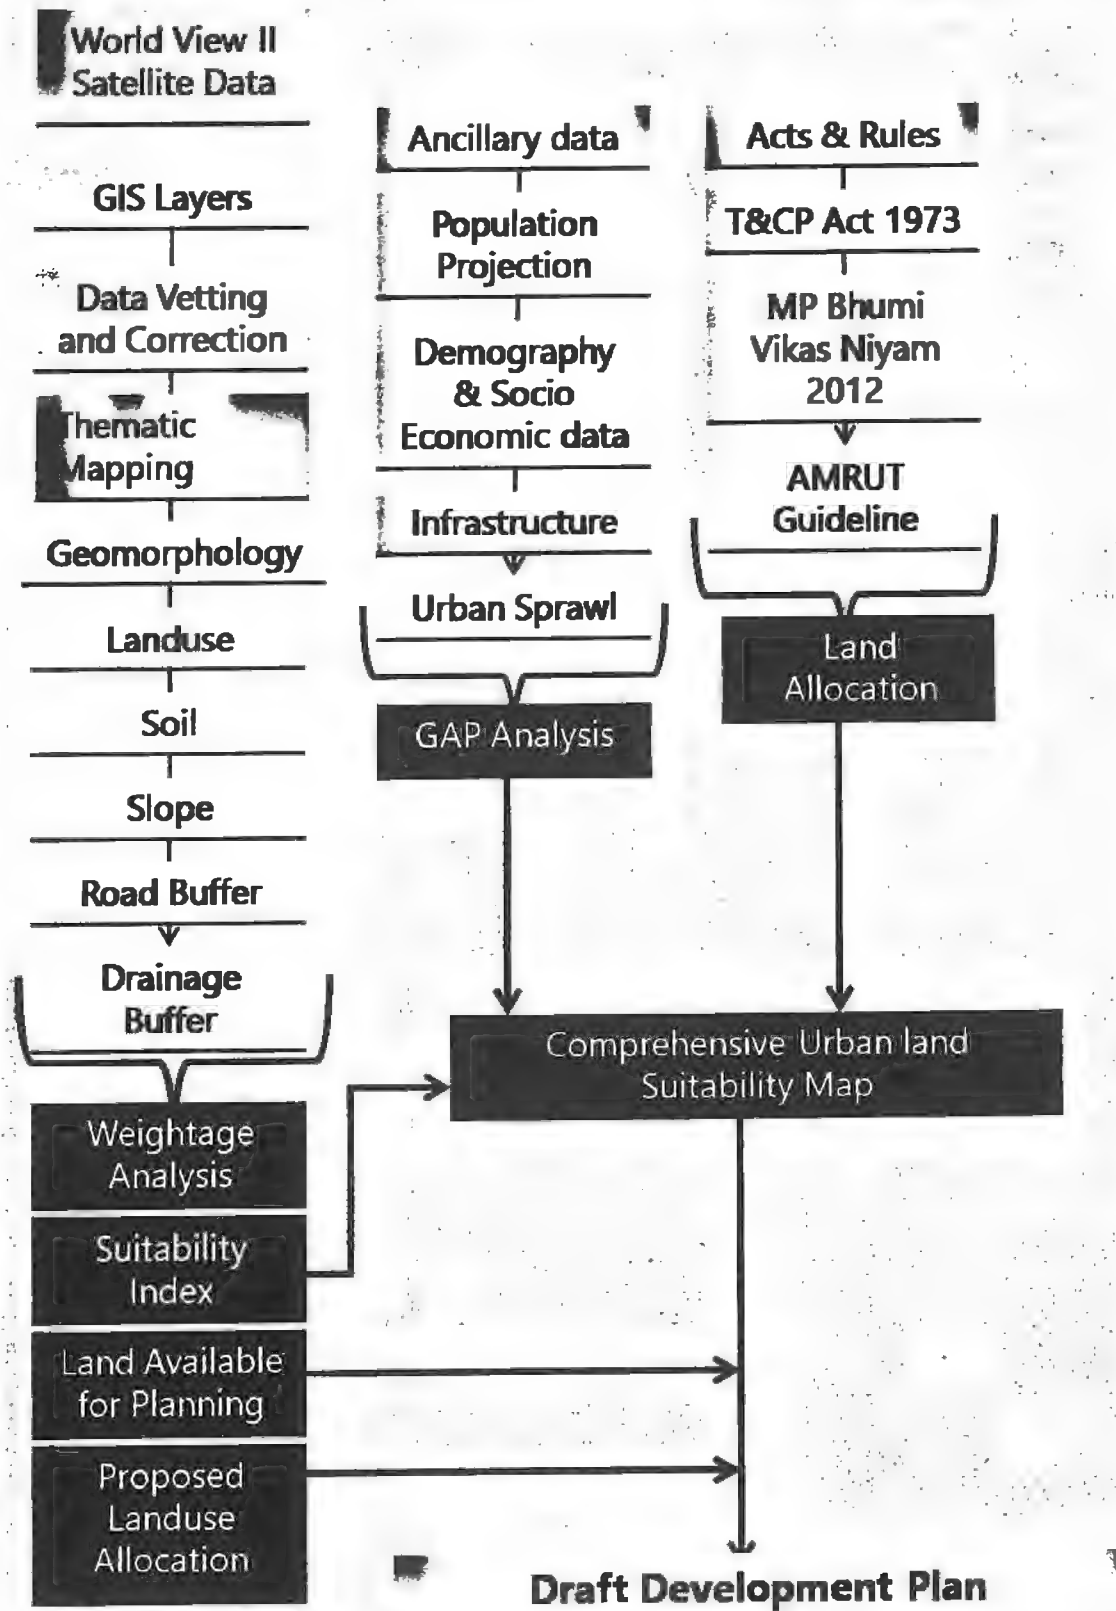 World View II
Satellite Data
GIS Layers
Data Vetting
and Correction
Thematic
Mapping
Geomorphology
Landuse
Soil
Slope
Road Buffer
Drainage
Buffer
Weightage
Analysis
Suitability
Index
Land Available
for Planning
Proposed
Landuse
Allocation
Ancillary data
Population
Projection
Demography
& Socio
Economic data
Infrastructure
Urban Sprawl
GAP Analysis
Acts & Rules
T&CP Act 1973
MP Bhumi
Vikas Niyam
2012
AMRUT
Guideline
Land
Allocation
Comprehensive Urban land
Suitability Map
Draft Development Plan